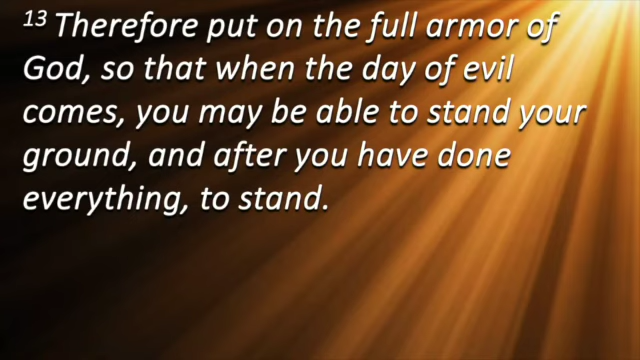 13 Therefore put on the full armor of
God, so that when the day of evil
comes, you may be able to stand your
ground, and after you have done
everything, to stand.